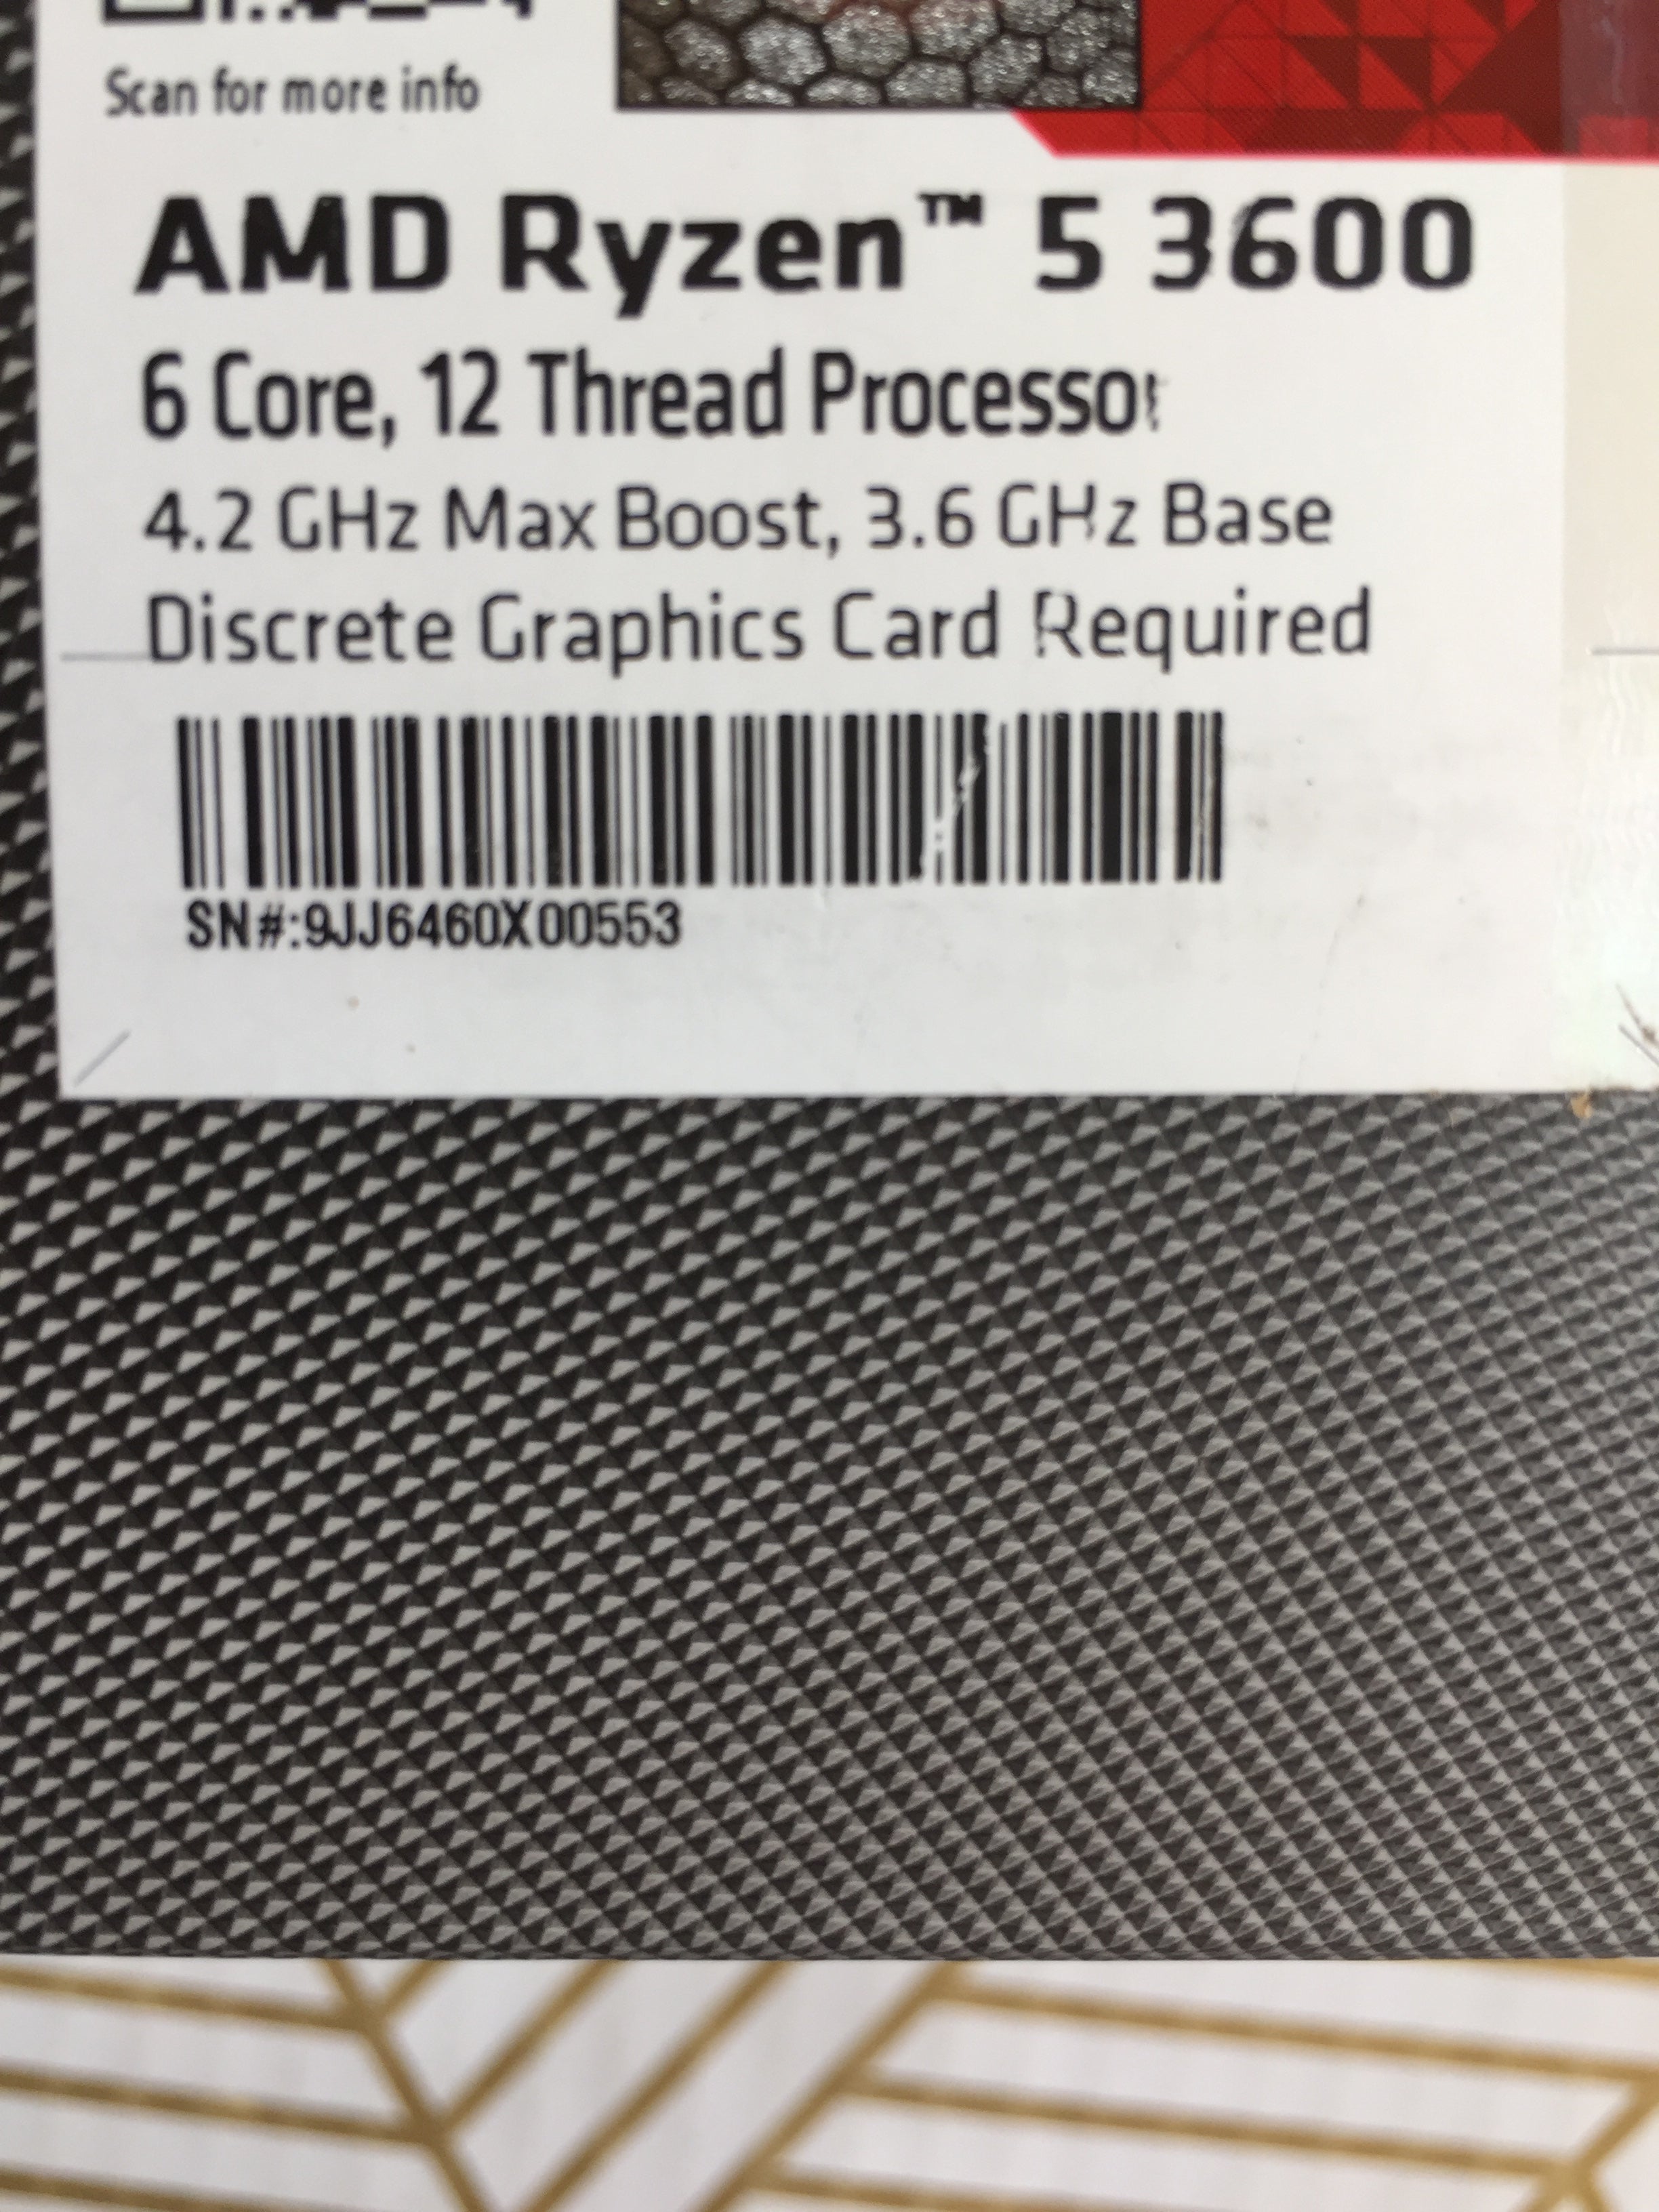 Scan for more info
AMD Ryzen™ 5 3600
6 Core, 12 Thread Processor
4.2 GHz Max Boost, 3.6 GHz Base
Discrete Graphics Card Required
SN#:9JJ6460X00553